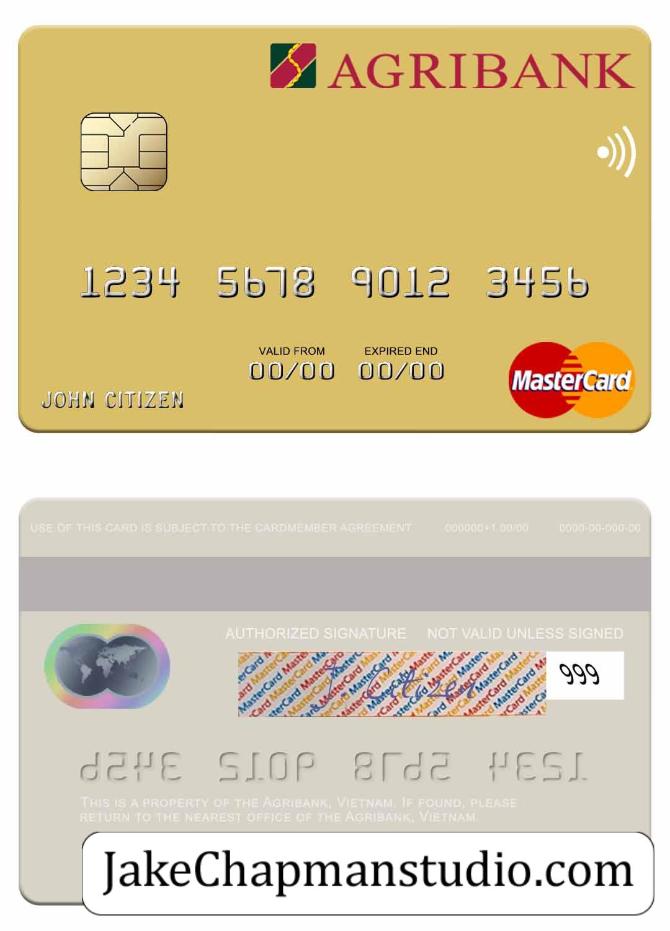 AGRIBANK
1234 5678 9012 3456
VALID FROM EXPIRED END
00/00 00/00
JOHN CITIZEN
MasterCard
USE OF THIS CARD IS SUBJECT TO THE CARDMEMBER AGREEMENT 000000+1 00/00 0000-00-000-00
AUTHORIZED SIGNATURE NOT VALID UNLESS SIGNED
J Citizen
999
THIS IS A PROPERTY OF THE AGRIBANK, VIETNAM. IF FOUND, PLEASE
RETURN TO THE NEAREST OFFICE OF THE AGRIBANK, VIETNAM.
JakeChapmanstudio.com